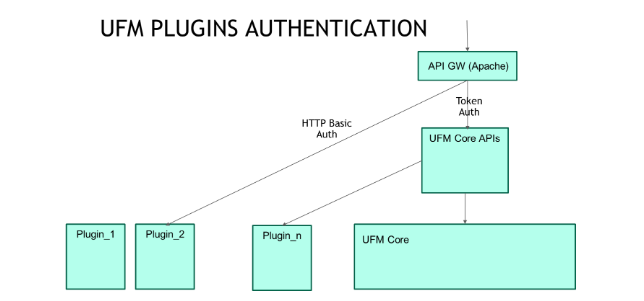 UFM PLUGINS AUTHENTICATION
API GW (Apache)
Token
Auth
HTTP Basic
Auth
UFM Core APIs
Plugin_1
Plugin_2
Plugin_n
UFM Core